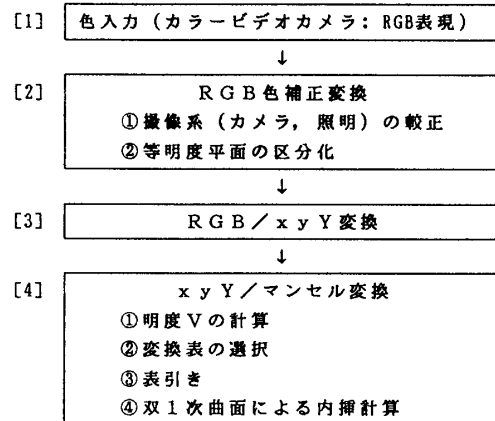 [1] 色入力（カラービデオカメラ: RGB表現）
↓
[2] RGB色補正変換
①撮像系（カメラ，照明）の較正
②等明度平面の区分化
↓
[3] RGB／xyY変換
↓
[4] xyY／マンセル変換
①明度Vの計算
②変換表の選択
③表引き
④双1次曲面による内挿計算